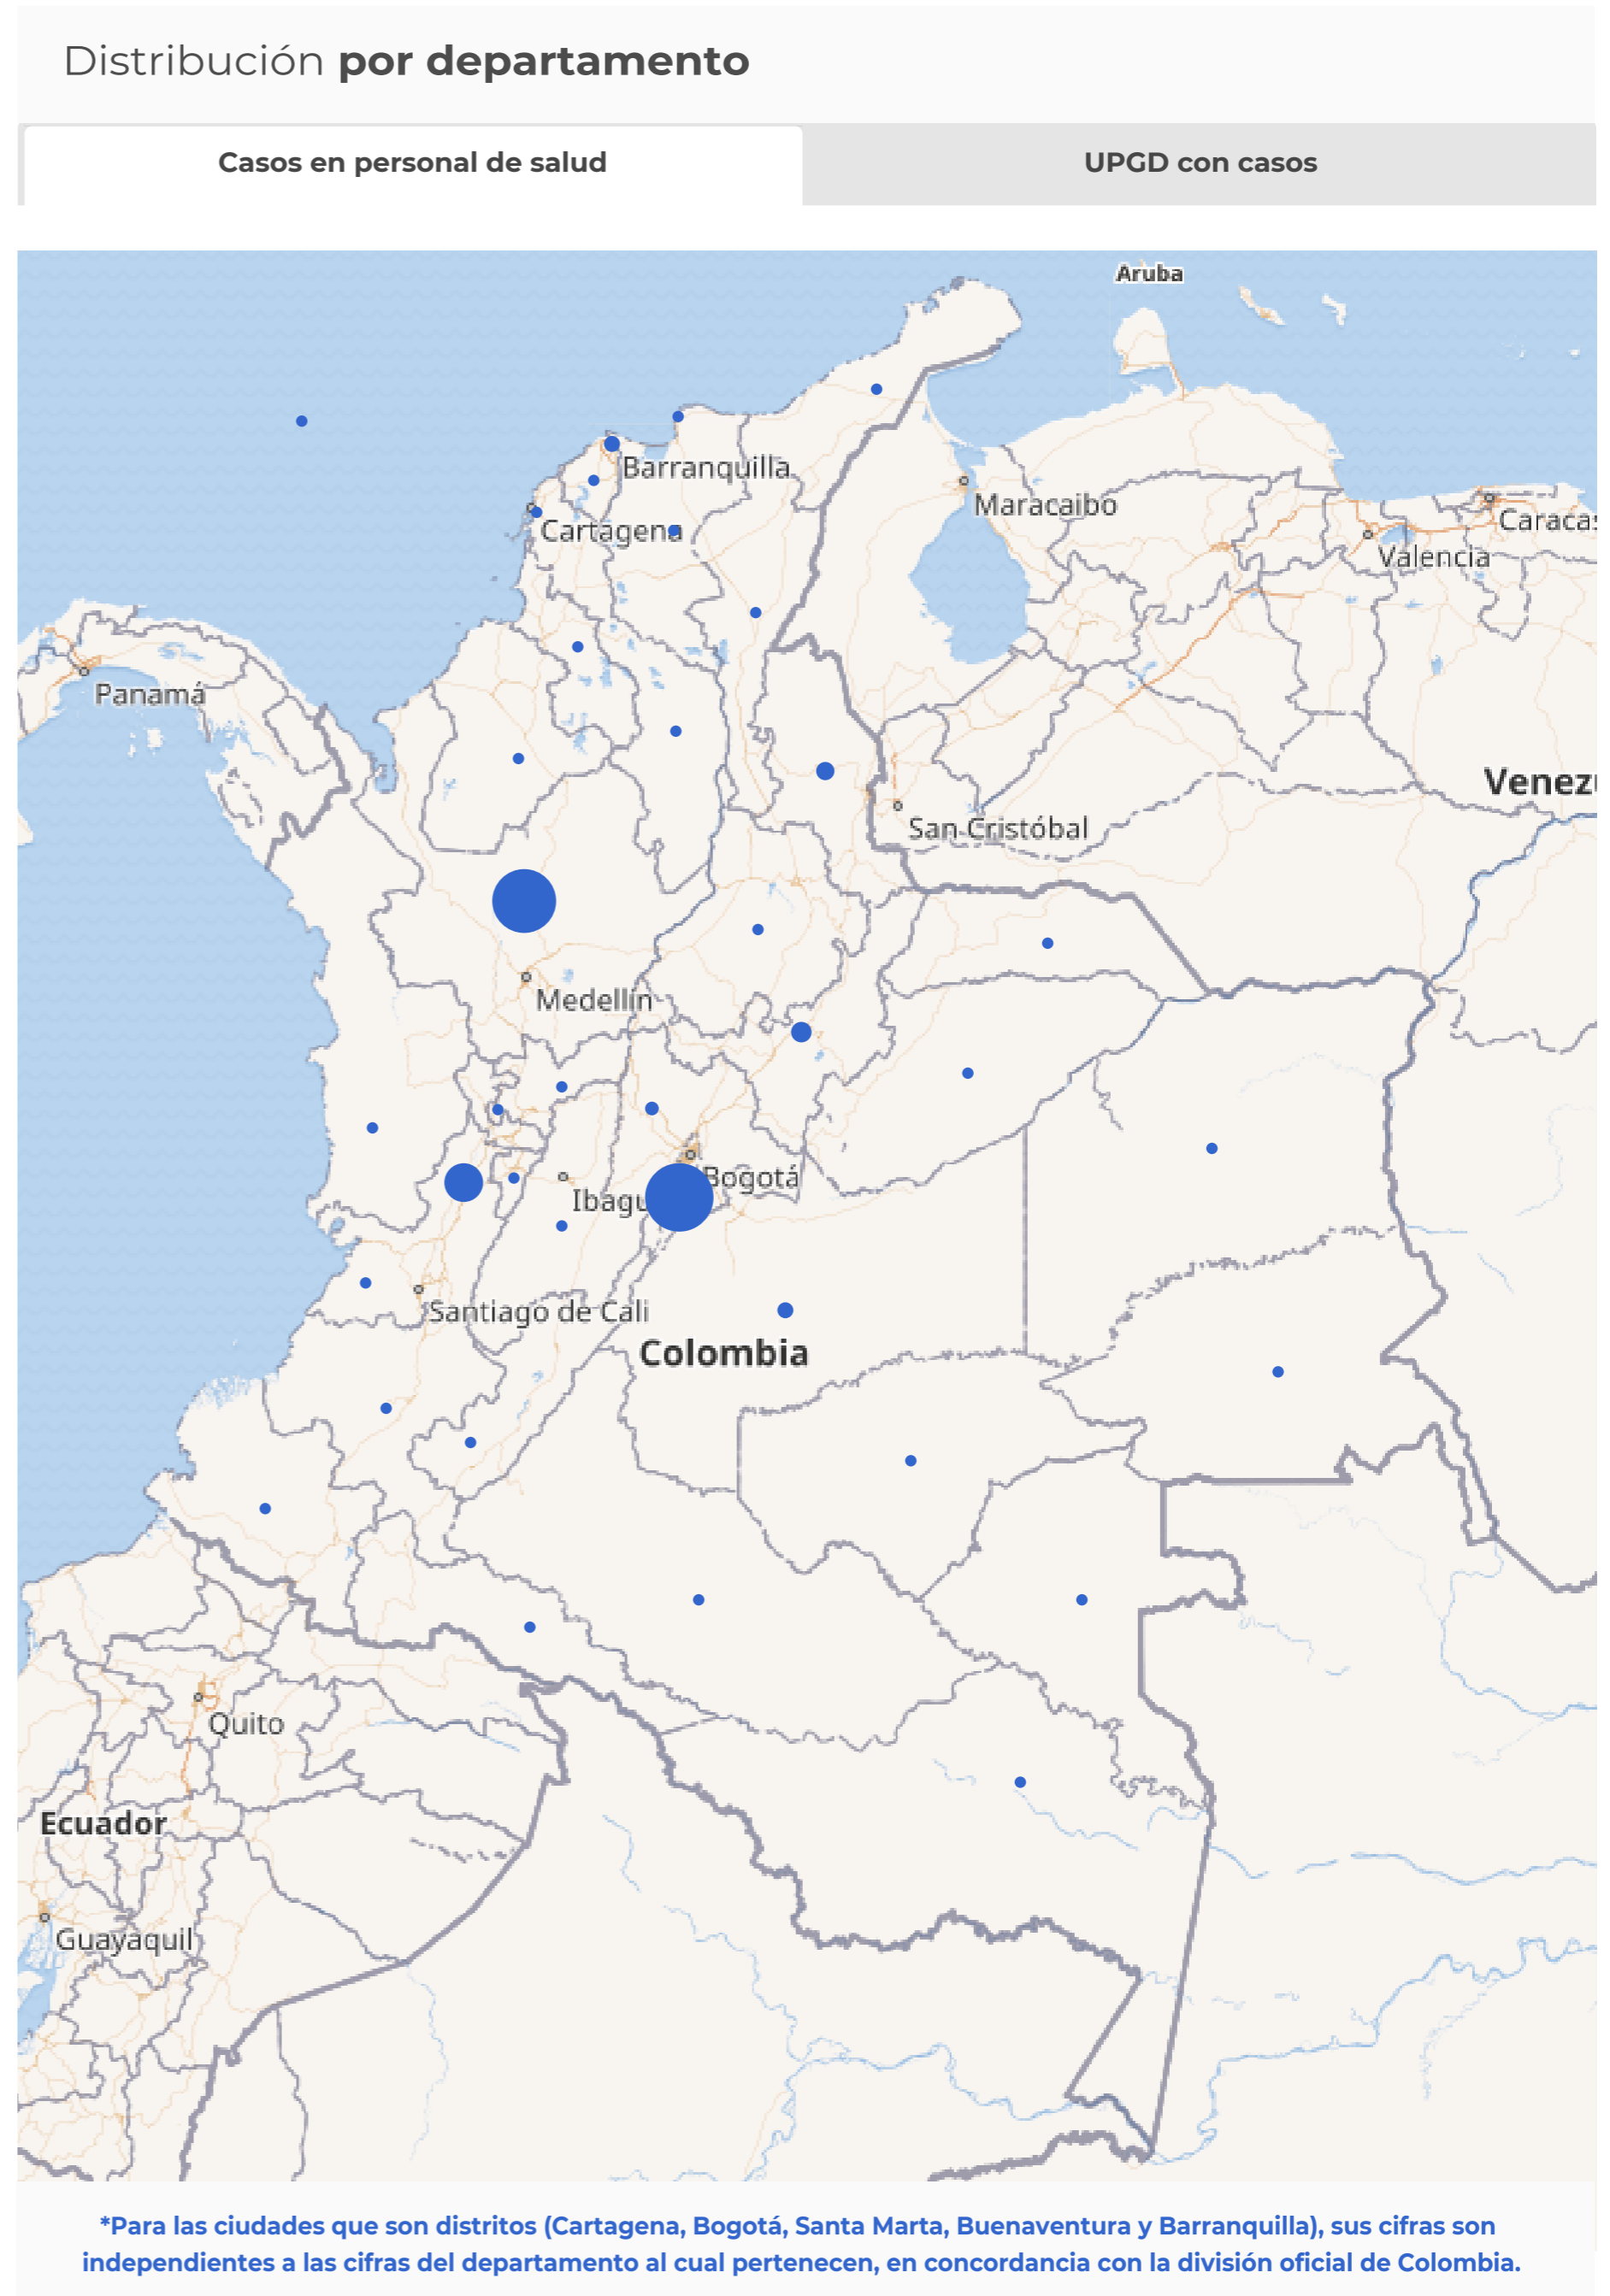 Distribución por departamento
Casos en personal de salud
UPGD con casos
Aruba
Barranquilla
Maracaibo
Caracas
Cartagena
Valencia
Panamá
Venezu
San Cristóbal
Medellín
Bogotá
Ibagu
Santiago de Cali
Colombia
Quito
Ecuador
Guayaquil
*Para las ciudades que son distritos (Cartagena, Bogotá, Santa Marta, Buenaventura y Barranquilla), sus cifras son
independientes a las cifras del departamento al cual pertenecen, en concordancia con la división oficial de Colombia.